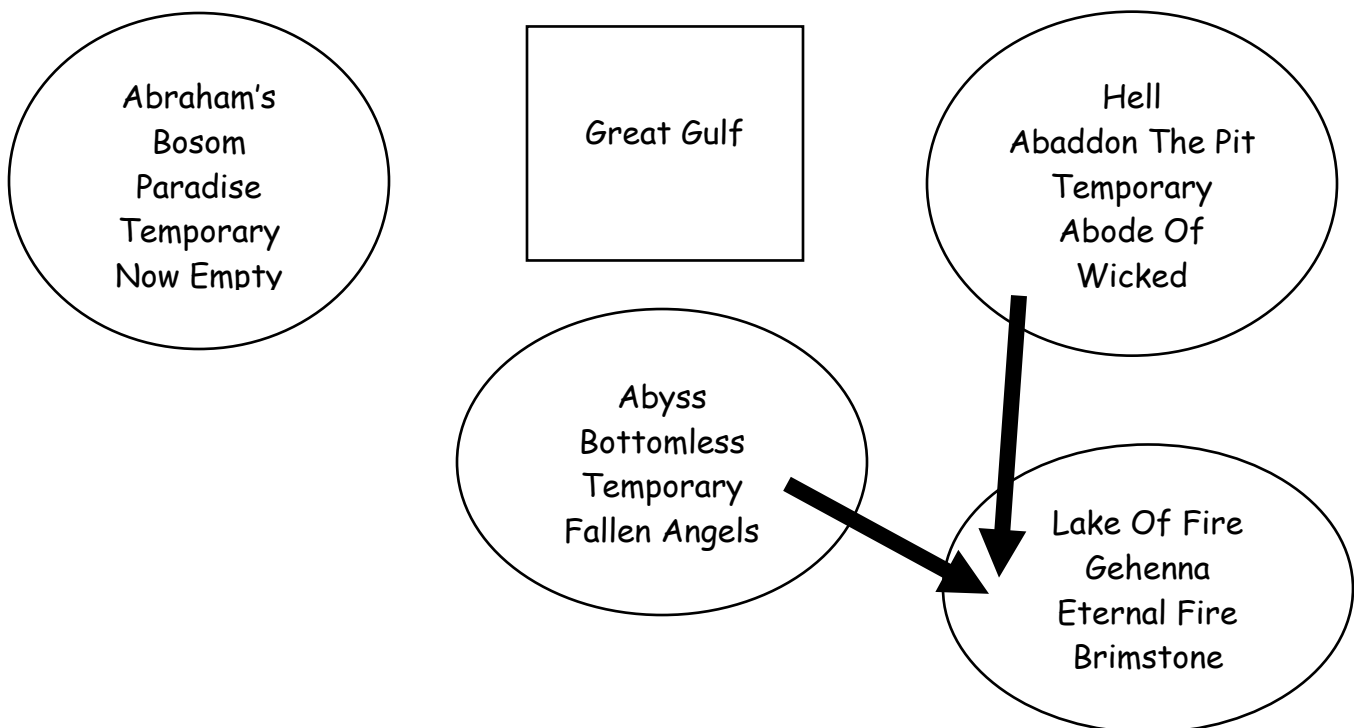 Abraham's
Bosom
Paradise
Temporary
Now Empty
Great Gulf
Hell
Abaddon The Pit
Temporary
Abode Of
Wicked
Abyss
Bottomless
Temporary
Fallen Angels
Lake Of Fire
Gehenna
Eternal Fire
Brimstone